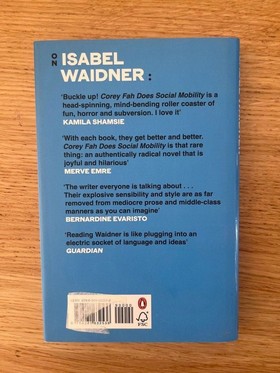 ON
ISABEL
WAIDNER:
'Buckle up! Corey Fah Does Social Mobility is a
head-spinning, mind-bending roller coaster of
fun, horror and subversion. I love it'
KAMILA SHAMSIE
'With each book, they get better and better.
Corey Fah Does Social Mobility is that rare
thing: an authentically radical novel that is
joyful and hilarious'
MERVE EMRE
'The writer everyone is talking about . . .
Their explosive sensibility and style are as far
removed from mediocre prose and middle-class
manners as you can imagine'
BERNARDINE EVARISTO
'Reading Waidner is like plugging into an
electric socket of language and ideas'
GUARDIAN
FSC